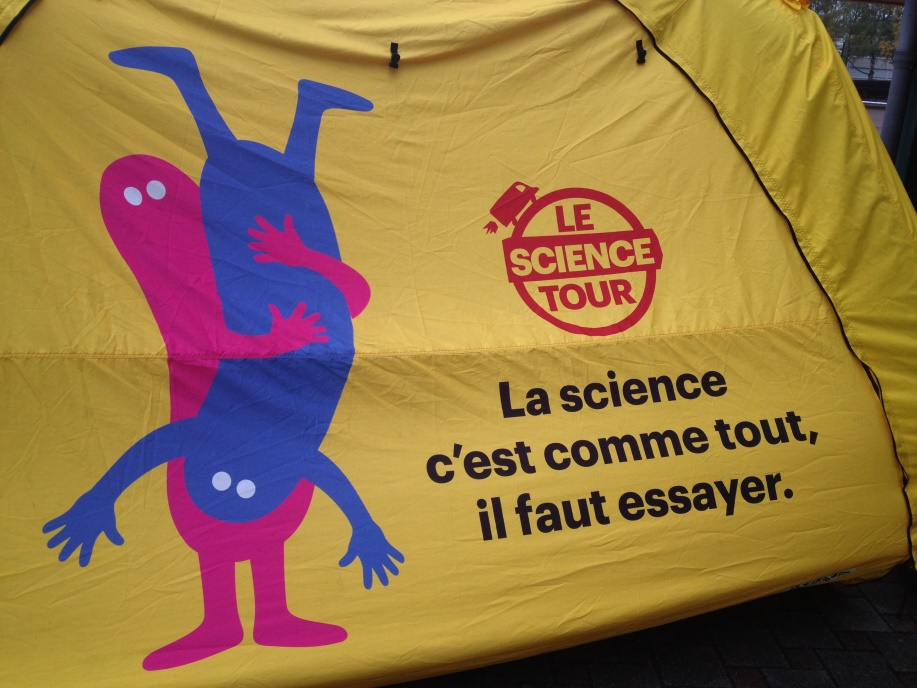 LE
SCIENCE
TOUR
La science
c'est comme tout,
il faut essayer.